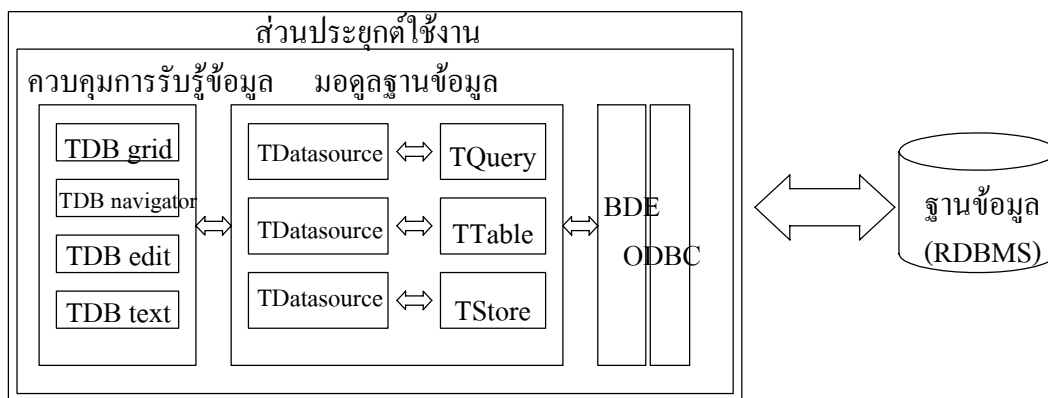 ส่วนประยุกต์ใช้งาน
ควบคุมการรับรู้ข้อมูล
มอดูลฐานข้อมูล
TDB grid
TDB navigator
TDB edit
TDB text
TDatasource
TQuery
TDatasource
TTable
TDatasource
TStore
BDE
ODBC
ฐานข้อมูล
(RDBMS)